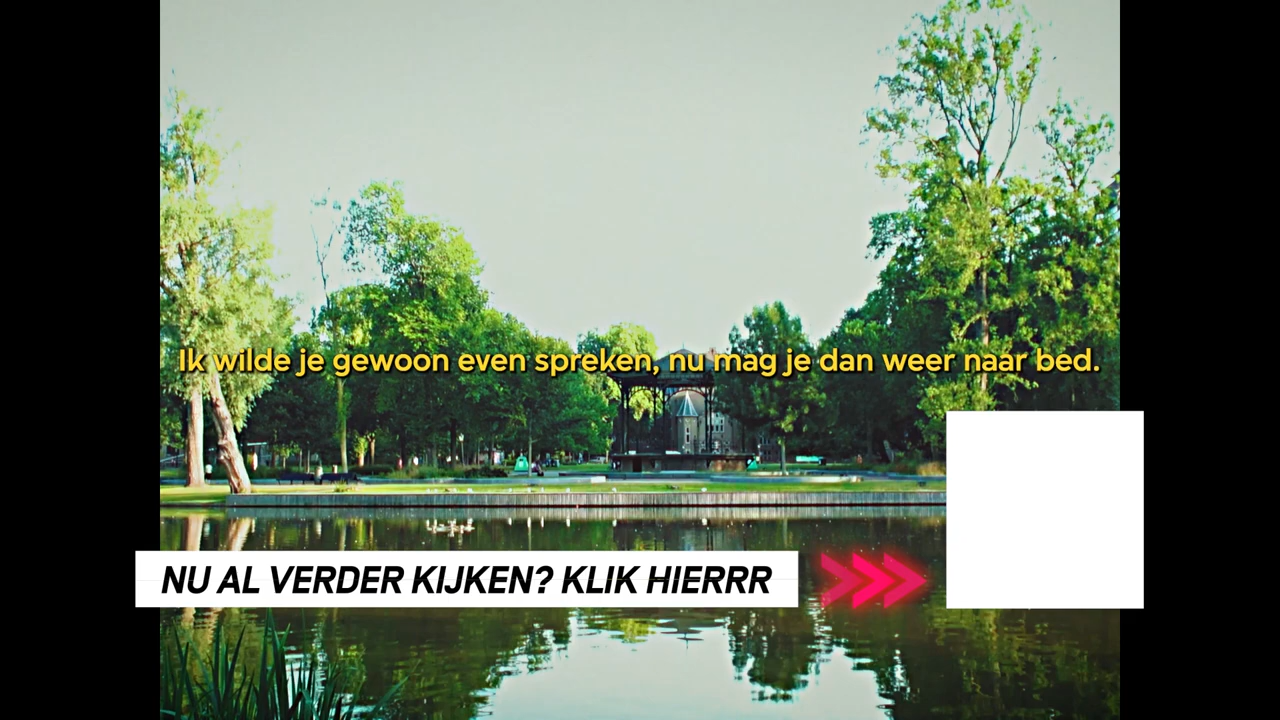 Ik wilde je gewoon even spreken, nu mag je dan weer naar bed.
NU AL VERDER KIJKEN? KLIK HIERRR